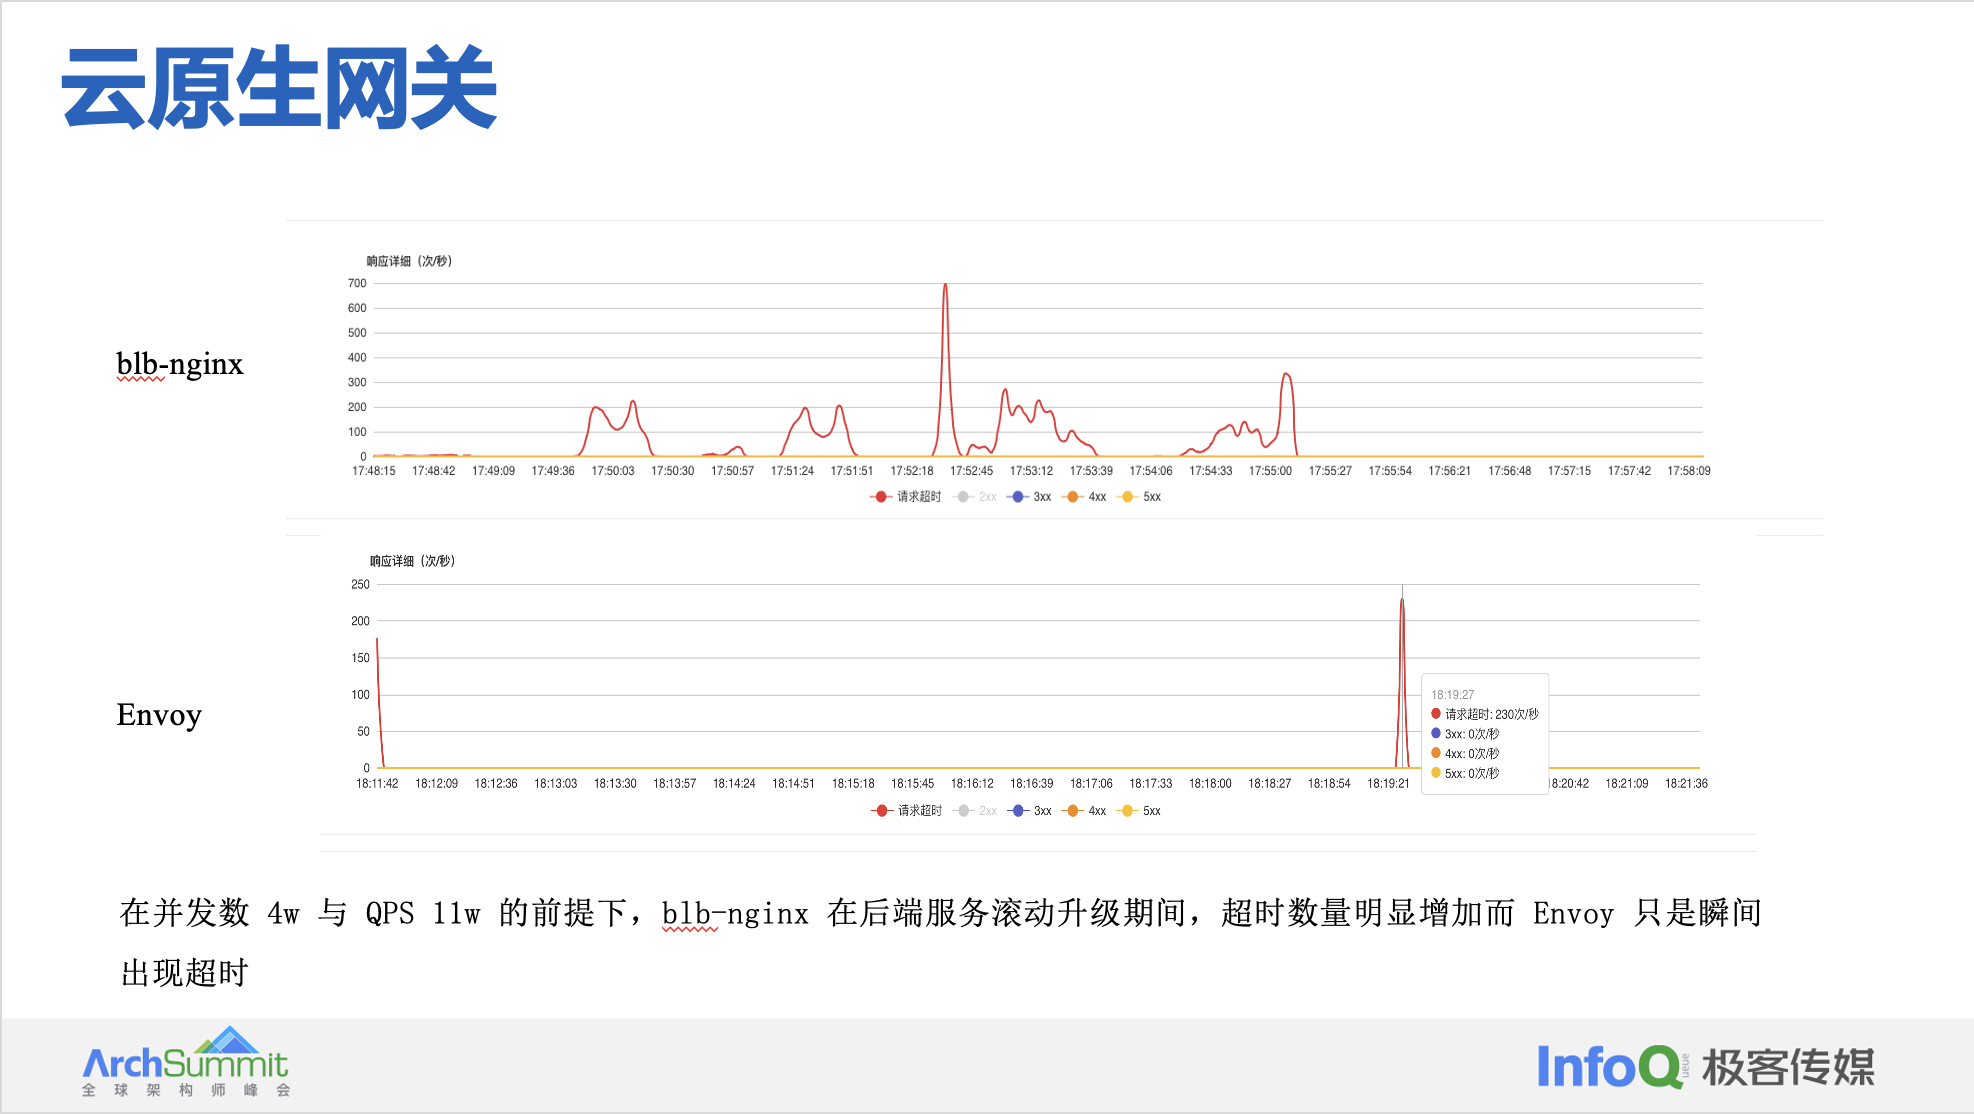 云原生网关
响应详细（次/秒）
700
600
500
400
300
200
100
0
17:48:15 17:48:42 17:49:09 17:49:36 17:50:03 17:50:30 17:50:57 17:51:24 17:51:51 17:52:18 17:52:45 17:53:12 17:53:39 17:54:06 17:54:33 17:55:00 17:55:27 17:55:54 17:56:21 17:56:48 17:57:15 17:57:42 17:58:09
请求超时 2xx 3xx 4xx 5xx
blb-nginx
响应详细（次/秒）
250
200
150
100
50
0
18:11:42 18:12:09 18:12:36 18:13:03 18:13:30 18:13:57 18:14:24 18:14:51 18:15:18 18:15:45 18:16:12 18:16:39 18:17:06 18:17:33 18:18:00 18:18:27 18:18:54 18:19:21 8:20:42 18:21:09 18:21:36
18:19:27
请求超时: 230次/秒
3xx: 0次/秒
4xx: 0次/秒
5xx: 0次/秒
请求超时 2xx 3xx 4xx 5xx
Envoy
在并发数 4w 与 QPS 11w 的前提下，blb-nginx 在后端服务滚动升级期间，超时数量明显增加而 Envoy 只是瞬间
出现超时
ArchSummit
全球架构师峰会
InfoQ ueue 极客传媒